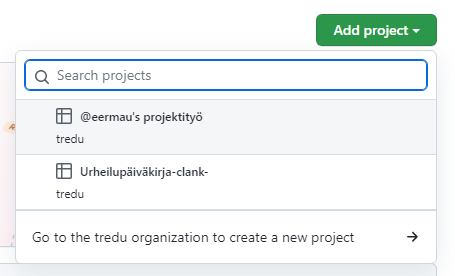 Add project
Search projects
@eermau's projektityö
tredu
Urheilupäiväkirja-clank-
tredu
Go to the tredu organization to create a new project